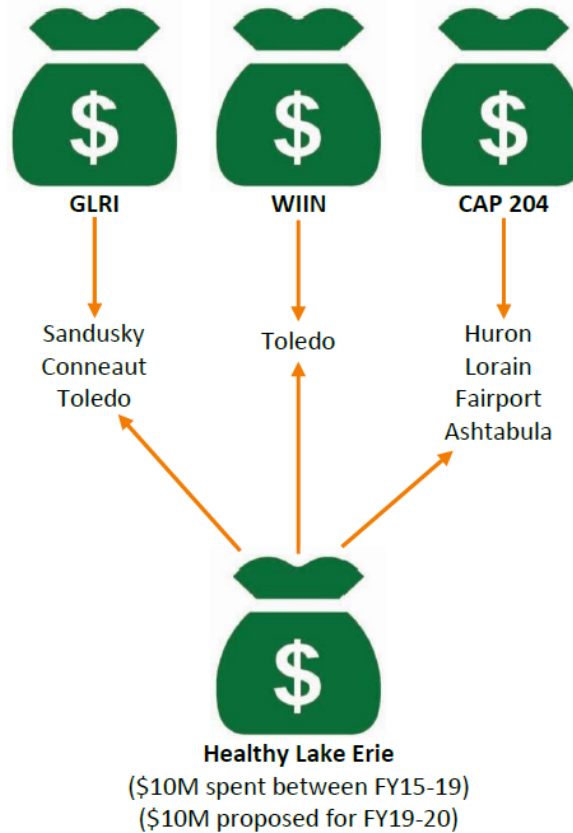 $ $ $
GLRI WIIN CAP 204
Sandusky
Conneaut
Toledo
Toledo
Huron
Lorain
Fairport
Ashtabula
$
Healthy Lake Erie
($10M spent between FY15-19)
($10M proposed for FY19-20)